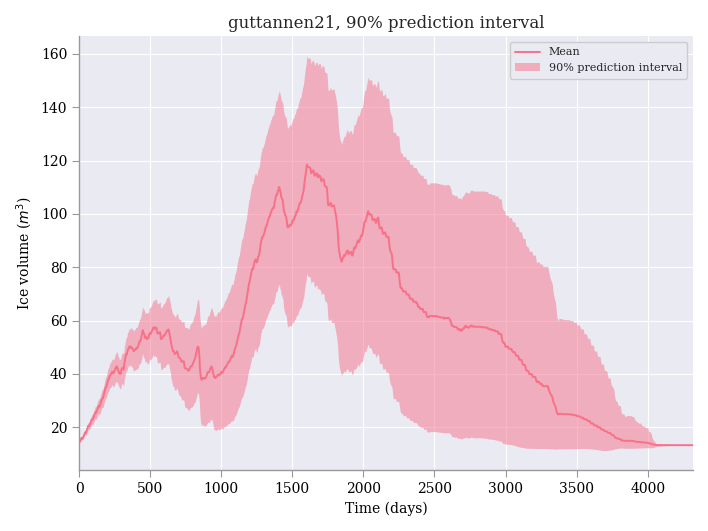 guttannen21, 90% prediction interval
Mean
90% prediction interval
160
140
120
100
80
60
40
20
Ice volume (m³)
0 500 1000 1500 2000 2500 3000 3500 4000
Time (days)